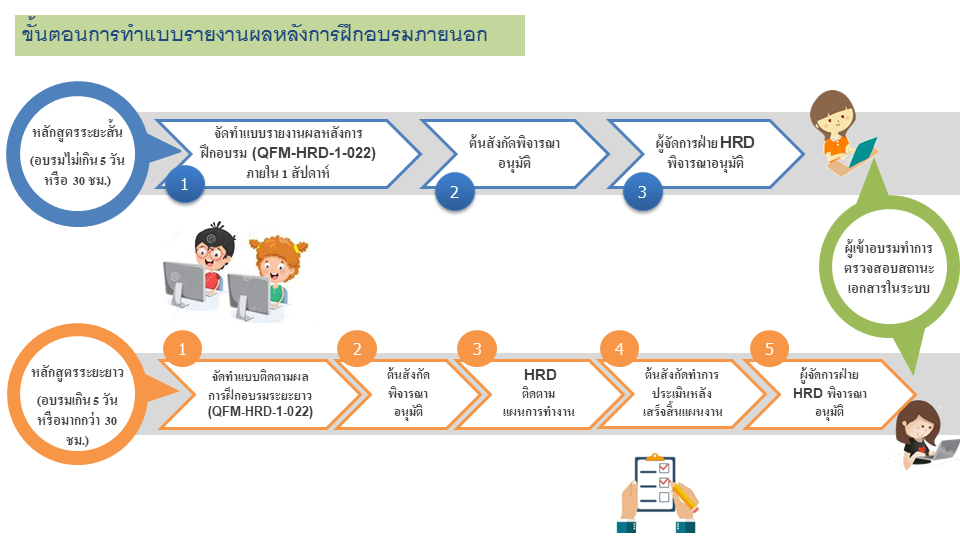 ขั้นตอนการทำแบบรายงานผลหลังการฝึกอบรมภายนอก
หลักสูตรระยะสั้น
(อบรมไม่เกิน 5 วัน
หรือ 30 ชม.)
1
จัดทำแบบรายงานผลหลังการ
ฝึกอบรม (QFM-HRD-1-022)
ภายใน 1 สัปดาห์
2
ต้นสังกัดพิจารณา
อนุมัติ
3
ผู้จัดการฝ่าย HRD
พิจารณาอนุมัติ
ผู้เข้าอบรมทำการ
ตรวจสอบสถานะ
เอกสารในระบบ
หลักสูตรระยะยาว
(อบรมเกิน 5 วัน
หรือมากกว่า 30
ชม.)
1
จัดทำแบบติดตามผล
การฝึกอบรมระยะยาว
(QFM-HRD-1-022)
2
ต้นสังกัด
พิจารณา
อนุมัติ
3
HRD
ติดตาม
แผนการทำงาน
4
ต้นสังกัดทำการ
ประเมินหลัง
เสร็จสิ้นแผนงาน
5
ผู้จัดการฝ่าย
HRD พิจารณา
อนุมัติ